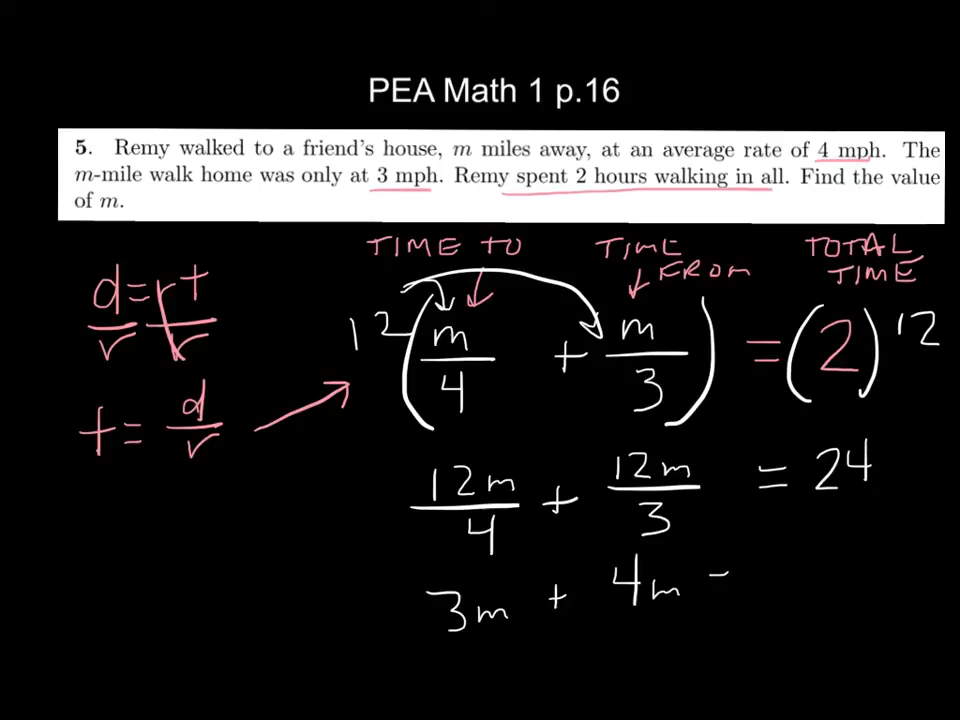 PEA Math 1 p.16
5. Remy walked to a friend's house, m miles away, at an average rate of 4 mph. The
m-mile walk home was only at 3 mph. Remy spent 2 hours walking in all. Find the value
of m.
TIME TO
TIME FROM
TOTAL TIME
d=rt
r r
t = d/r
12(m/4 + m/3) = (2)12
12m/4 + 12m/3 = 24
3m + 4m -